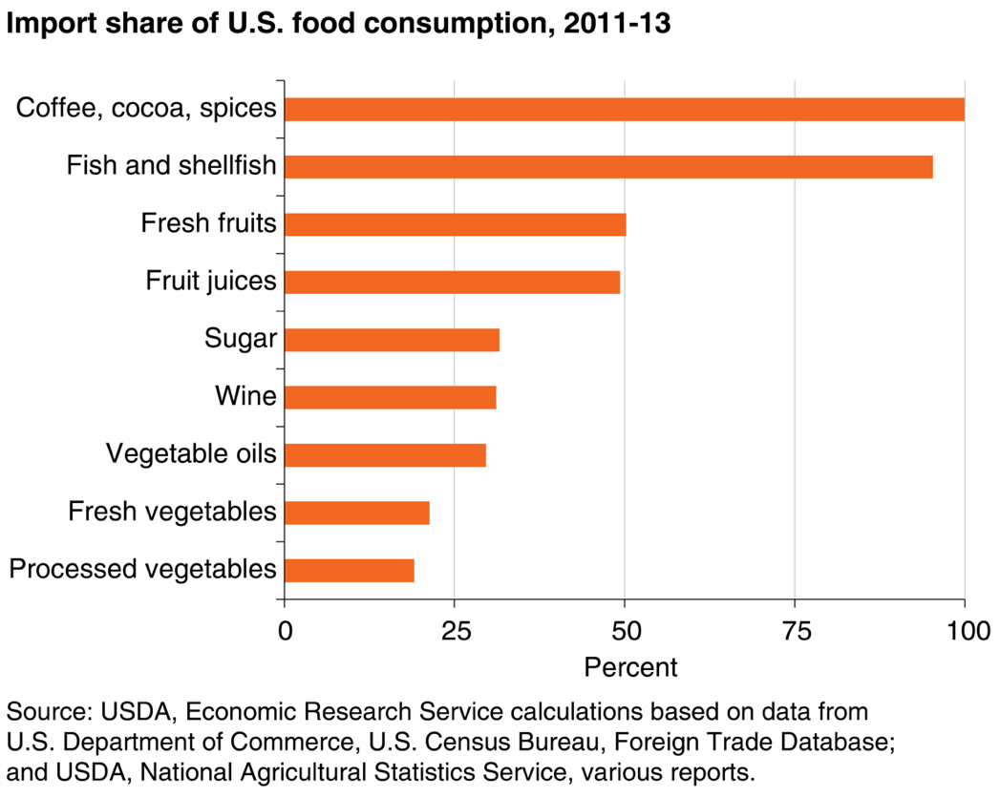 Import share of U.S. food consumption, 2011-13
Coffee, cocoa, spices
Fish and shellfish
Fresh fruits
Fruit juices
Sugar
Wine
Vegetable oils
Fresh vegetables
Processed vegetables
0 25 50 75 100
Percent
Source: USDA, Economic Research Service calculations based on data from
U.S. Department of Commerce, U.S. Census Bureau, Foreign Trade Database;
and USDA, National Agricultural Statistics Service, various reports.